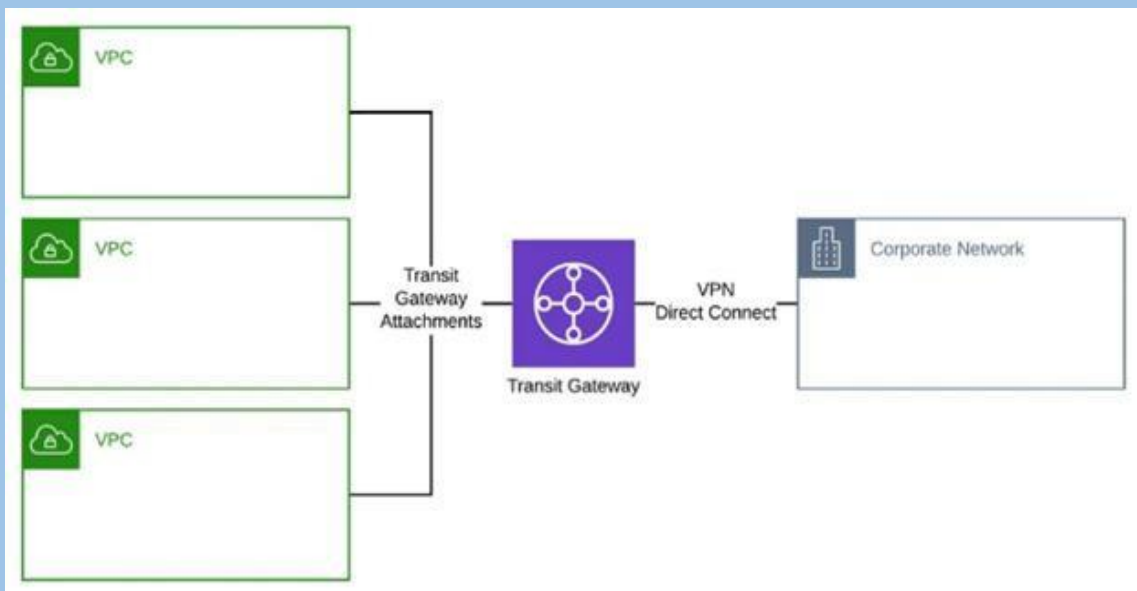 VPC
VPC
VPC
Transit
Gateway
Attachments
Transit Gateway
VPN
Direct Connect
Corporate Network